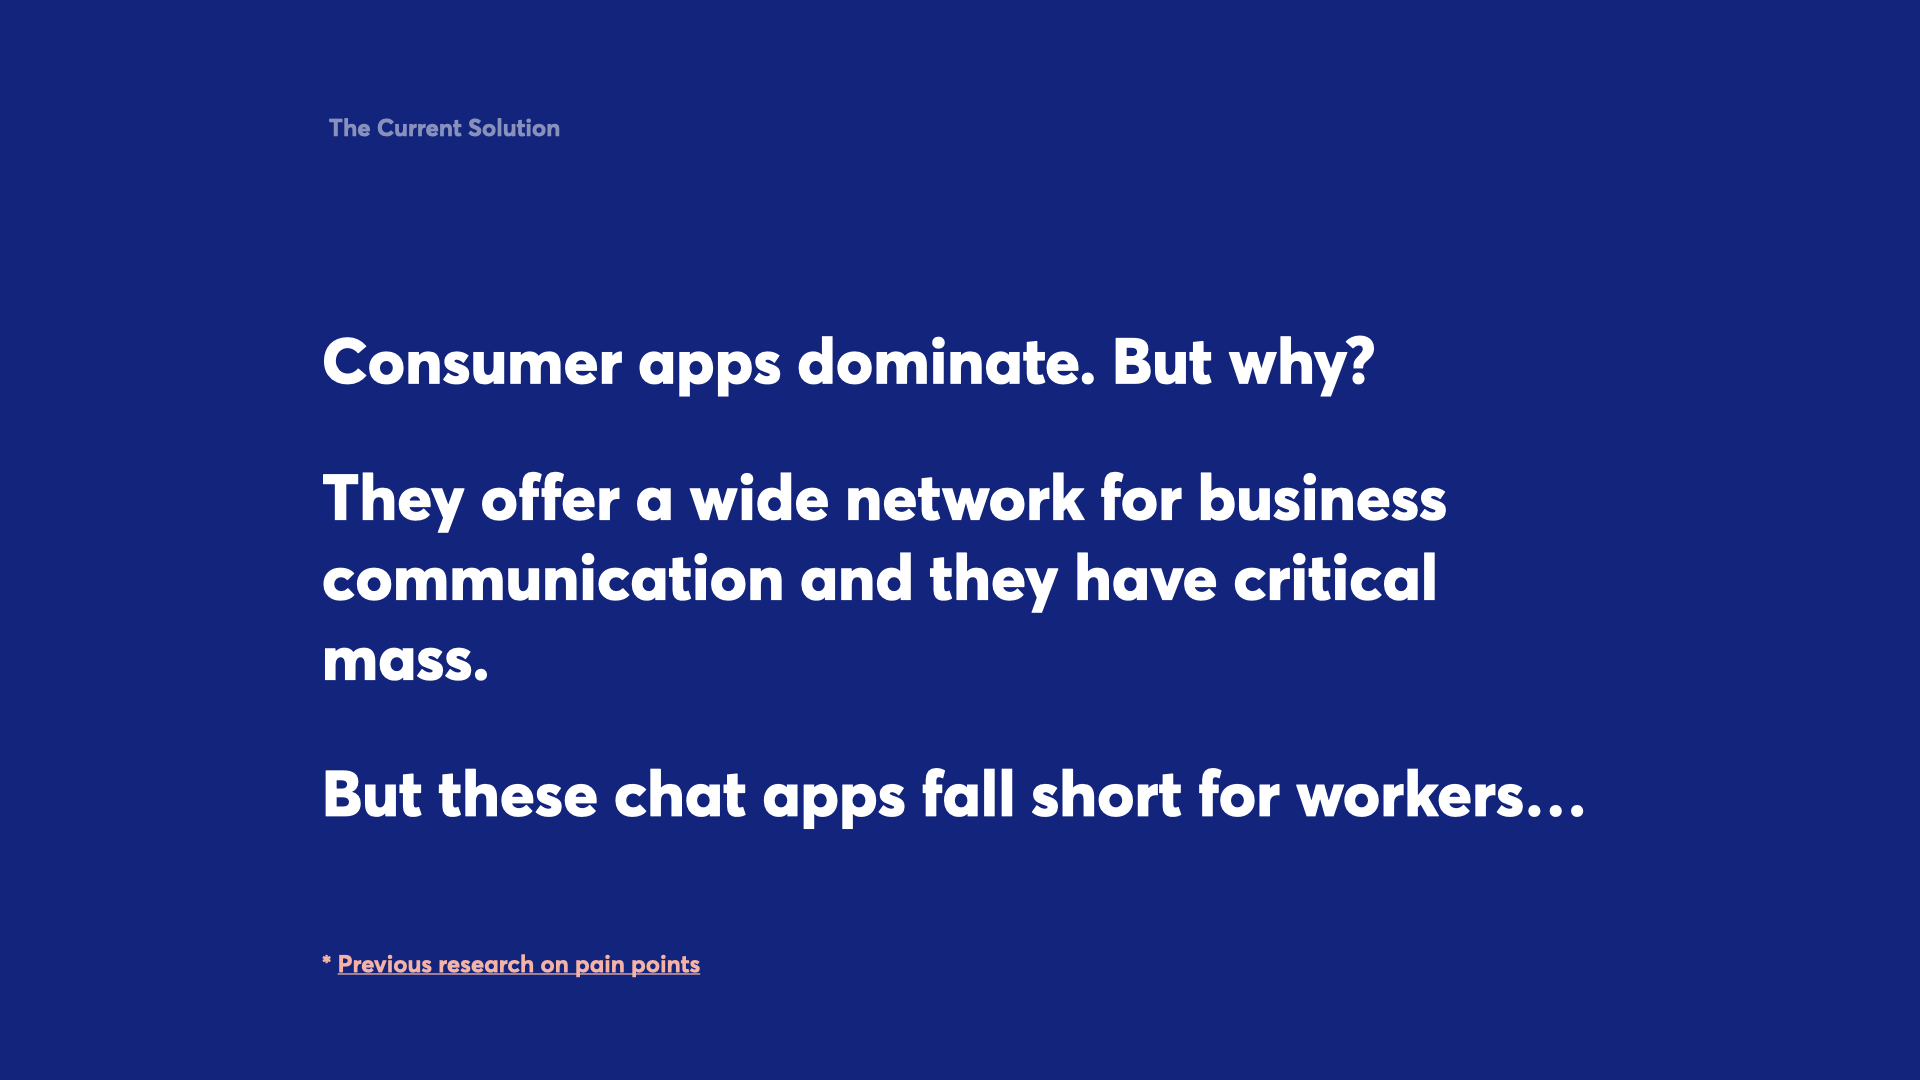 The Current Solution
Consumer apps dominate. But why?
They offer a wide network for business
communication and they have critical
mass.
But these chat apps fall short for workers…
* Previous research on pain points